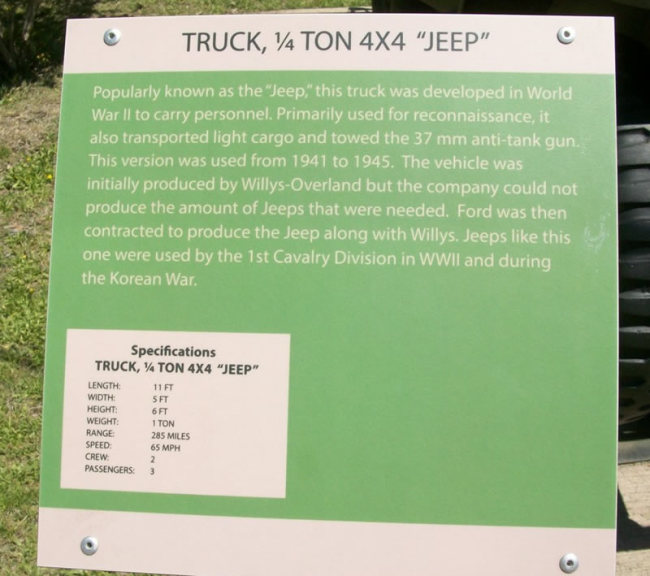 TRUCK, ¼ TON 4X4 “JEEP”
Popularly known as the “Jeep,” this truck was developed in World
War II to carry personnel. Primarily used for reconnaissance, it
also transported light cargo and towed the 37 mm anti-tank gun.
This version was used from 1941 to 1945. The vehicle was
initially produced by Willys-Overland but the company could not
produce the amount of Jeeps that were needed. Ford was then
contracted to produce the Jeep along with Willys. Jeeps like this
one were used by the 1st Cavalry Division in WWII and during
the Korean War.
Specifications
TRUCK, ¼ TON 4X4 “JEEP”
LENGTH: 11 FT
WIDTH: 5 FT
HEIGHT: 6 FT
WEIGHT: 1 TON
RANGE: 285 MILES
SPEED: 65 MPH
CREW: 2
PASSENGERS: 3